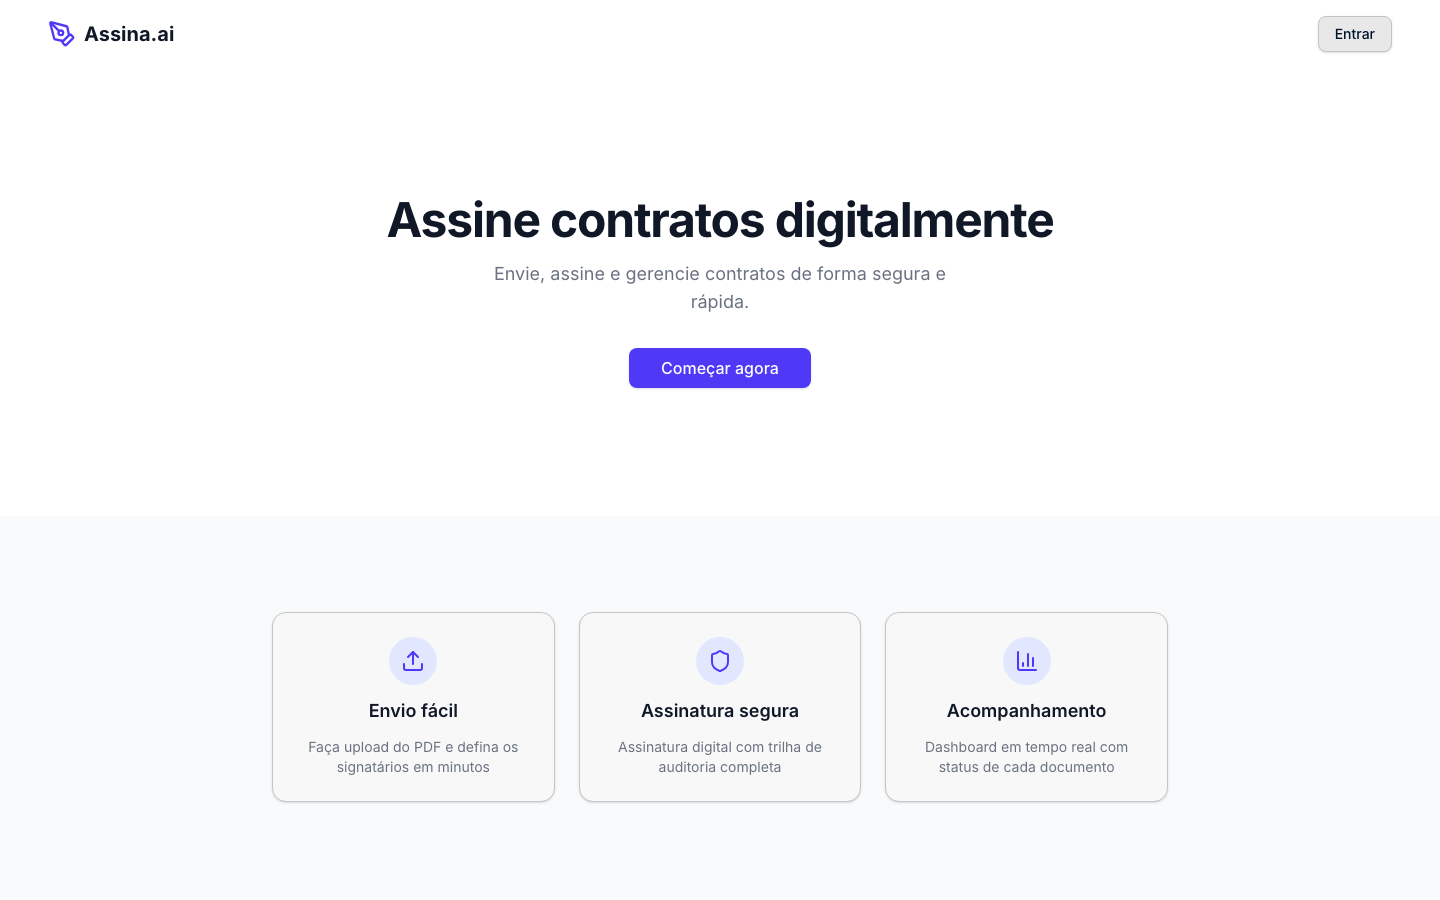 Assina.ai
Entrar
Assine contratos digitalmente
Envie, assine e gerencie contratos de forma segura e
rápida.
Começar agora
Envio fácil
Faça upload do PDF e defina os
signatários em minutos
Assinatura segura
Assinatura digital com trilha de
auditoria completa
Acompanhamento
Dashboard em tempo real com
status de cada documento